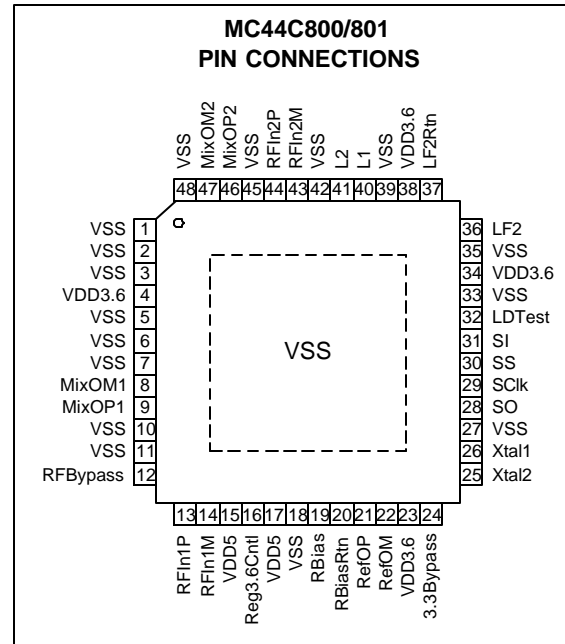 MC44C800/801
PIN CONNECTIONS
VSS
MixOM2
MixOP2
VSS
RFIn2P
RFIn2M
VSS
L2
L1
VSS
VDD3.6
LF2Rtn
48 47 46 45 44 43 42 41 40 39 38 37
VSS 1
VSS 2
VSS 3
VDD3.6 4
VSS 5
VSS 6
VSS 7
MixOM1 8
MixOP1 9
VSS 10
VSS 11
RFBypass 12
VSS
36 LF2
35 VSS
34 VDD3.6
33 VSS
32 LDTest
31 SI
30 SS
29 SClk
28 SO
27 VSS
26 Xtal1
25 Xtal2
13 14 15 16 17 18 19 20 21 22 23 24
RFIn1P
RFIn1M
VDD5
Reg3.6Cntl
VDD5
VSS
RBias
RBiasRtn
RefOP
RefOM
VDD3.6
3.3Bypass